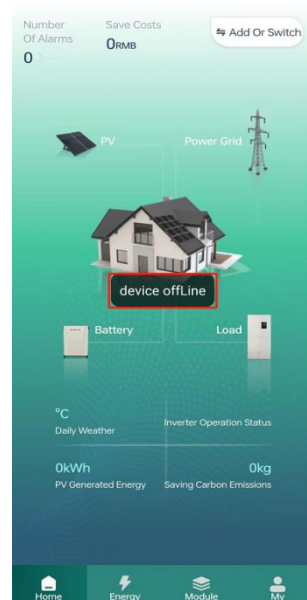 Number
Of Alarms
0
Save Costs
0RMB
⇋ Add Or Switch
PV
Power Grid
device offLine
Battery
Load
°C
Daily Weather
Inverter Operation Status
0kWh
PV Generated Energy
0kg
Saving Carbon Emissions
Home
Energy
Module
My